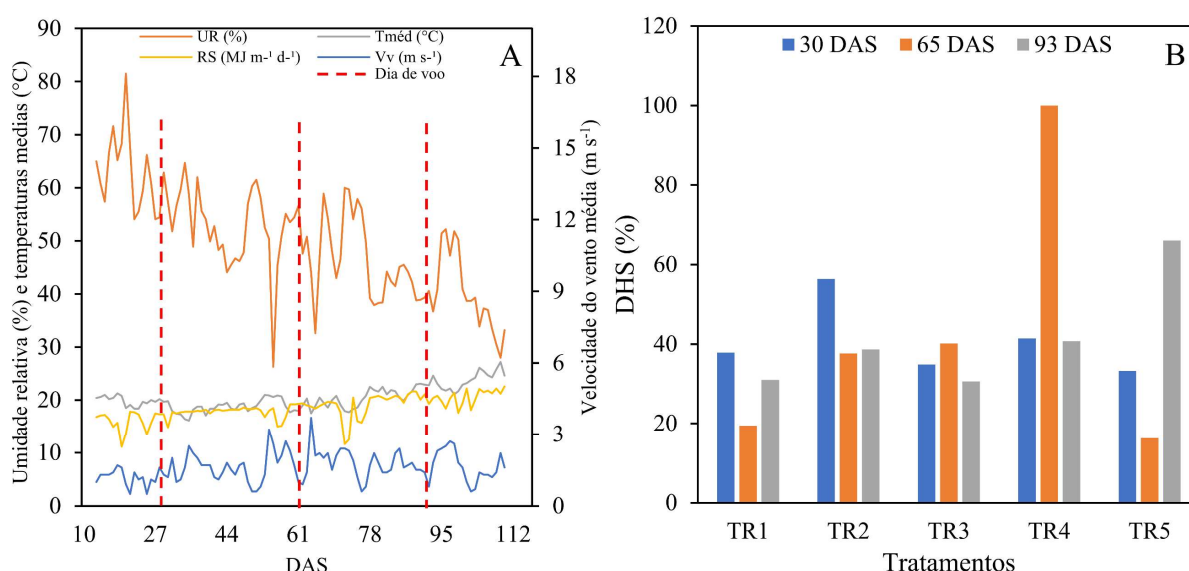 A
UR (%)
Tméd (°C)
RS (MJ m-¹ d-¹)
Vv (m s-¹)
Dia de voo
Umidade relativa (%) e temperaturas medias (°C)
90
80
70
60
50
40
30
20
10
0
Velocidade do vento média (m s-¹)
18
15
12
9
6
3
0
10 27 44 61 78 95 112
DAS
B
30 DAS 65 DAS 93 DAS
DHS (%)
120
100
80
60
40
20
0
TR1 TR2 TR3 TR4 TR5
Tratamentos